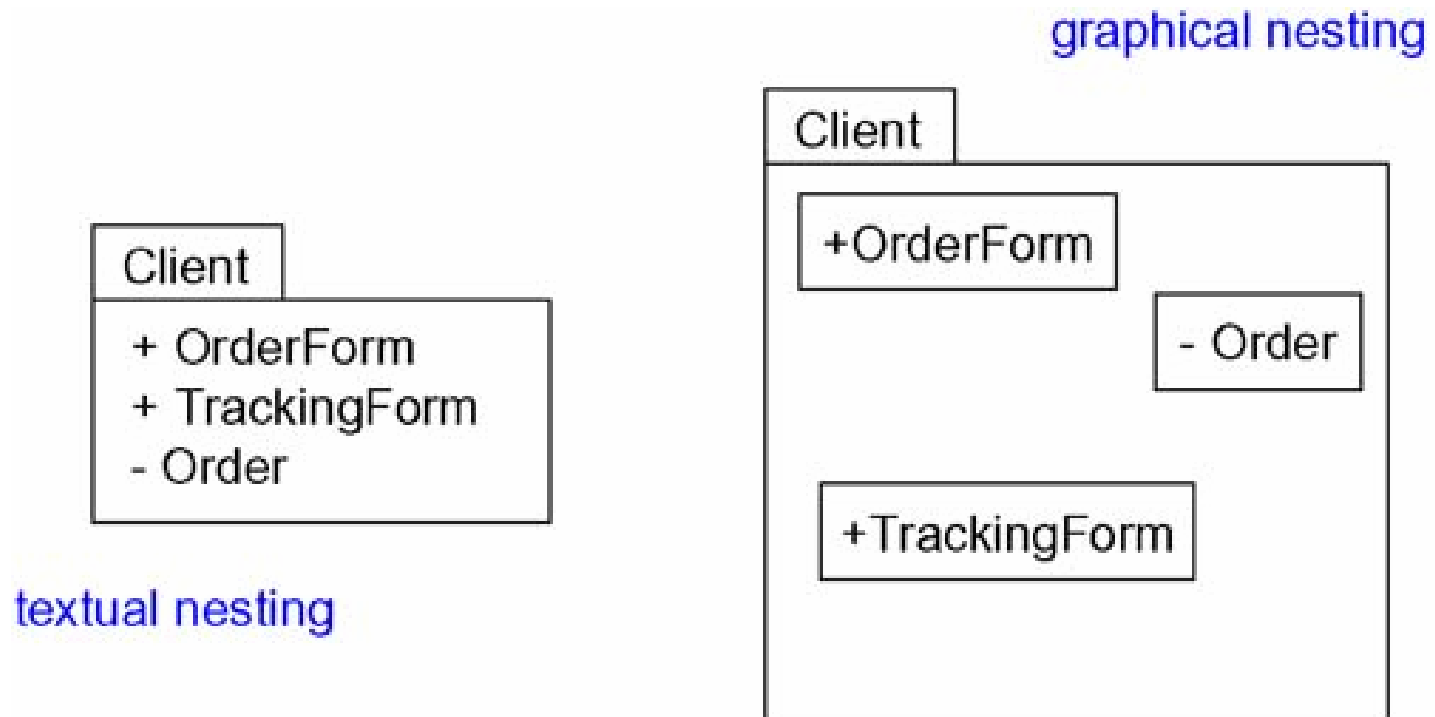 graphical nesting
Client
+ OrderForm
+ TrackingForm
- Order
textual nesting
Client
+OrderForm
- Order
+TrackingForm